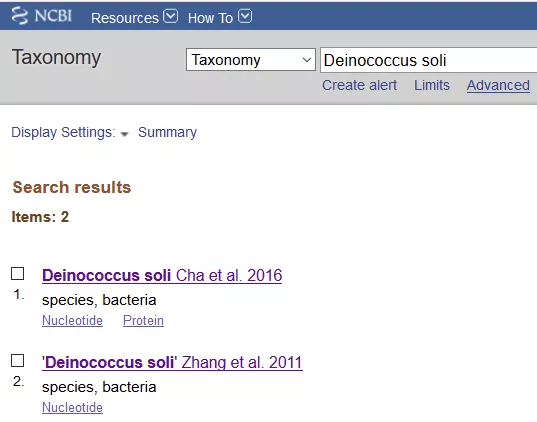 NCBI Resources How To
Taxonomy Taxonomy Deinococcus soli
Create alert Limits Advanced
Display Settings: Summary
Search results
Items: 2
Deinococcus soli Cha et al. 2016
1. species, bacteria
Nucleotide Protein
'Deinococcus soli' Zhang et al. 2011
2. species, bacteria
Nucleotide